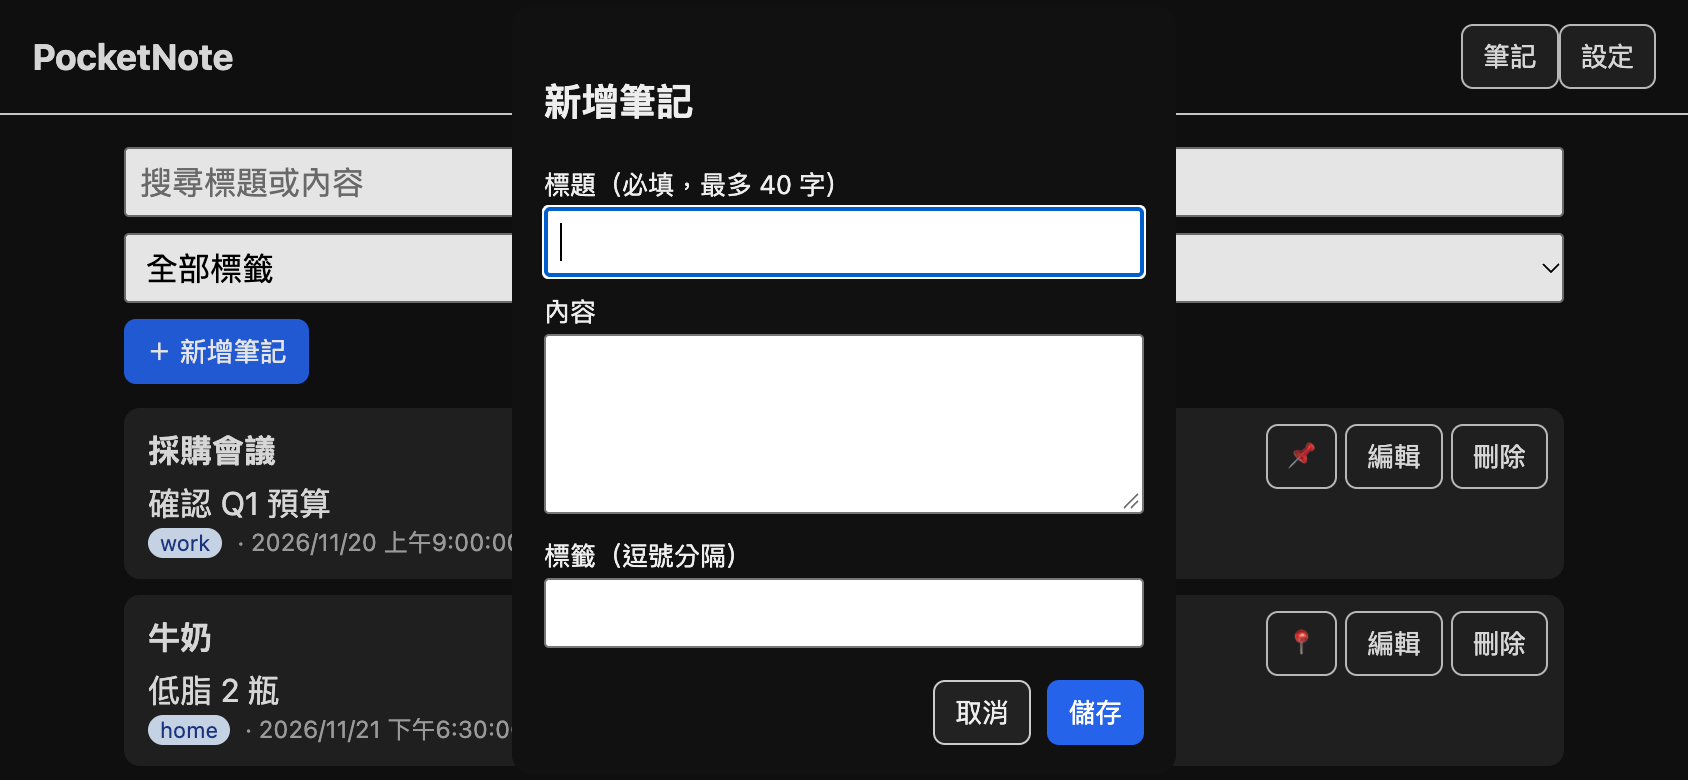 PocketNote
筆記
設定
搜尋標題或內容
全部標籤
+ 新增筆記
採購會議
確認 Q1 預算
work · 2026/11/20 上午9:00:00
📌
編輯
刪除
牛奶
低脂 2 瓶
home · 2026/11/21 下午6:30:0
📍
編輯
刪除
新增筆記
標題（必填，最多 40 字）
內容
標籤（逗號分隔）
取消
儲存